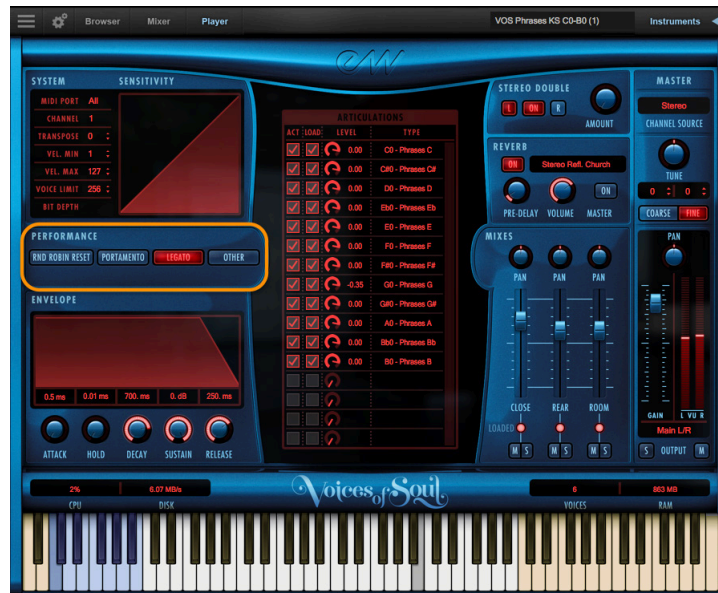 Browser Mixer Player VOS Phrases KS C0-B0 (1) Instruments
SYSTEM SENSITIVITY
MIDI PORT All
CHANNEL 1
TRANSPOSE 0
VEL. MIN 1
VEL. MAX 127
VOICE LIMIT 256
BIT DEPTH
PERFORMANCE
RND ROBIN RESET PORTAMENTO LEGATO OTHER
ENVELOPE
0.5 ms 0.01 ms 700. ms 0. dB 250. ms
ATTACK HOLD DECAY SUSTAIN RELEASE
ARTICULATIONS
ACT LOAD LEVEL TYPE
0.00 C0 - Phrases C
0.00 C#0 - Phrases C#
0.00 D0 - Phrases D
0.00 Eb0 - Phrases Eb
0.00 E0 - Phrases E
0.00 F0 - Phrases F
0.00 F#0 - Phrases F#
-0.35 G0 - Phrases G
0.00 G#0 - Phrases G#
0.00 A0 - Phrases A
0.00 Bb0 - Phrases Bb
0.00 B0 - Phrases B
STEREO DOUBLE
L ON R
AMOUNT
REVERB
ON Stereo Refl. Church
ON
PRE-DELAY VOLUME MASTER
MIXES
PAN PAN PAN
CLOSE REAR ROOM
LOADED
M S M S M S
MASTER
Stereo
CHANNEL SOURCE
TUNE
0 0
COARSE FINE
PAN
GAIN L VU R
Main L/R
S OUTPUT M
2% 6.07 MB/s
CPU DISK
Voices of Soul
6 863 MB
VOICES RAM